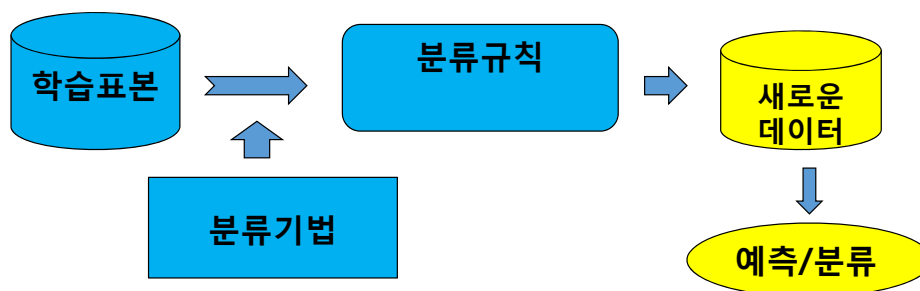 학습표본
분류규칙
새로운
데이터
분류기법
예측/분류